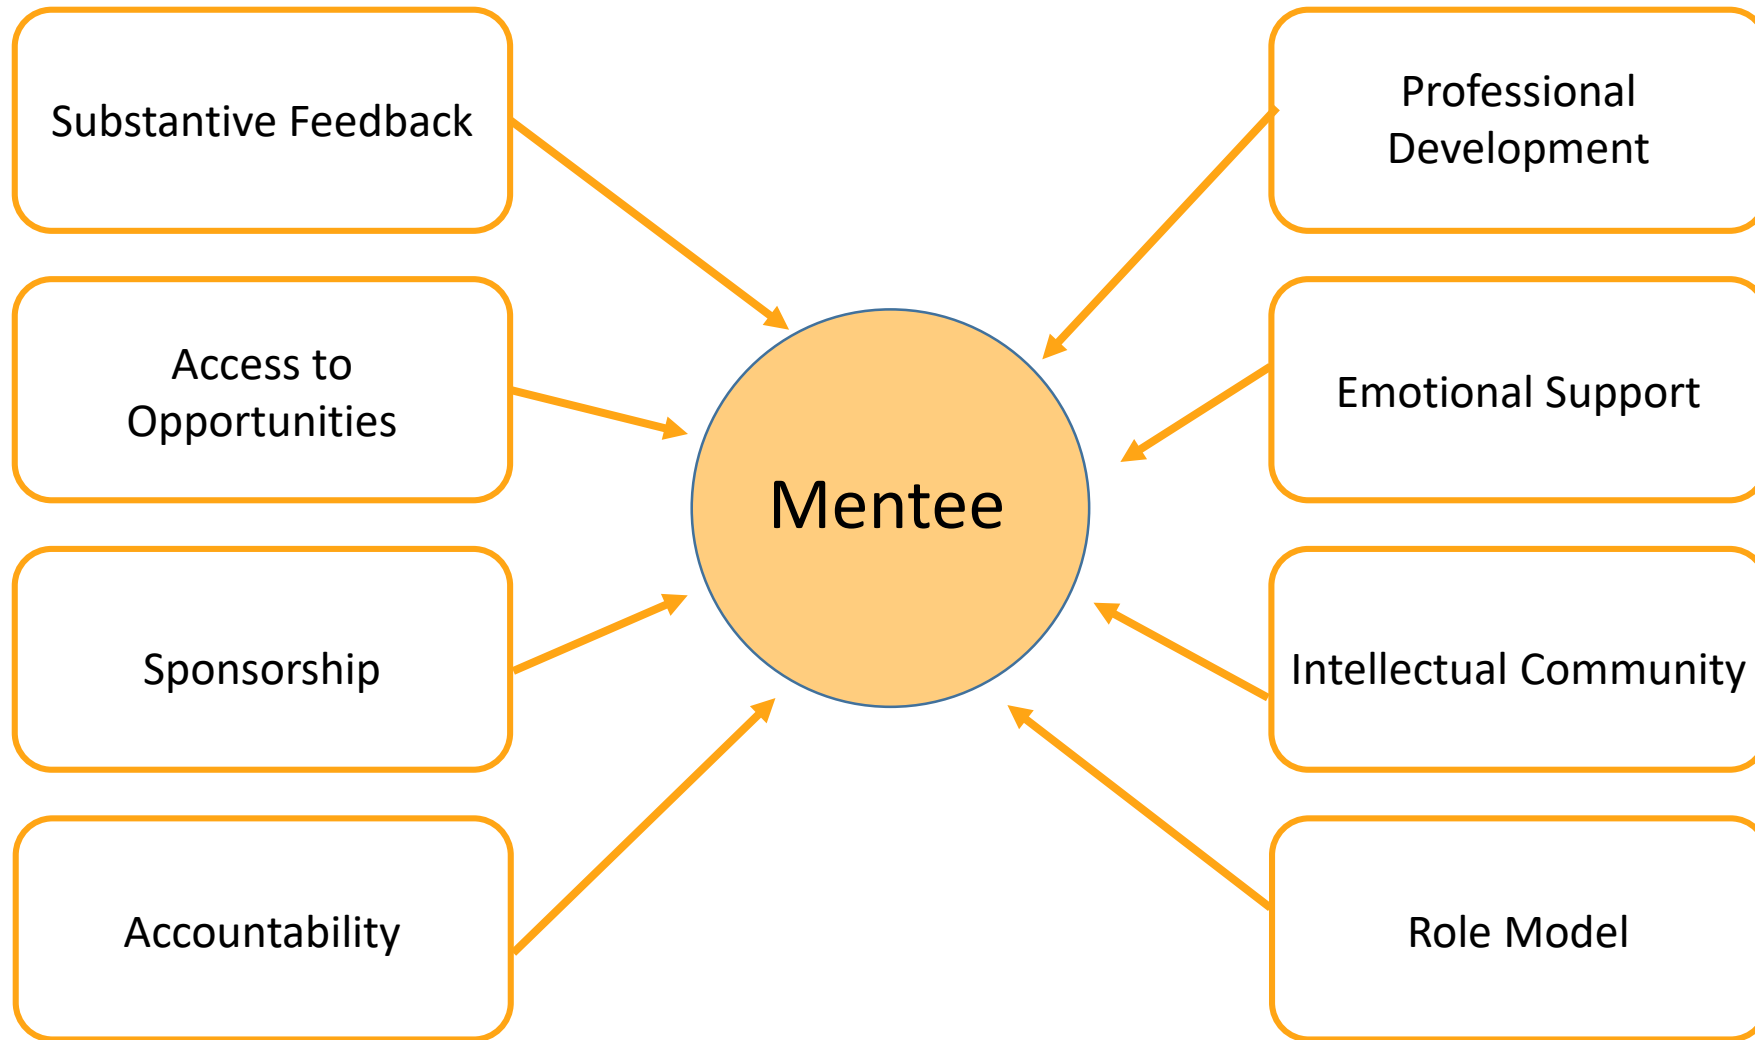 Substantive Feedback
Access to
Opportunities
Sponsorship
Accountability
Mentee
Professional
Development
Emotional Support
Intellectual Community
Role Model